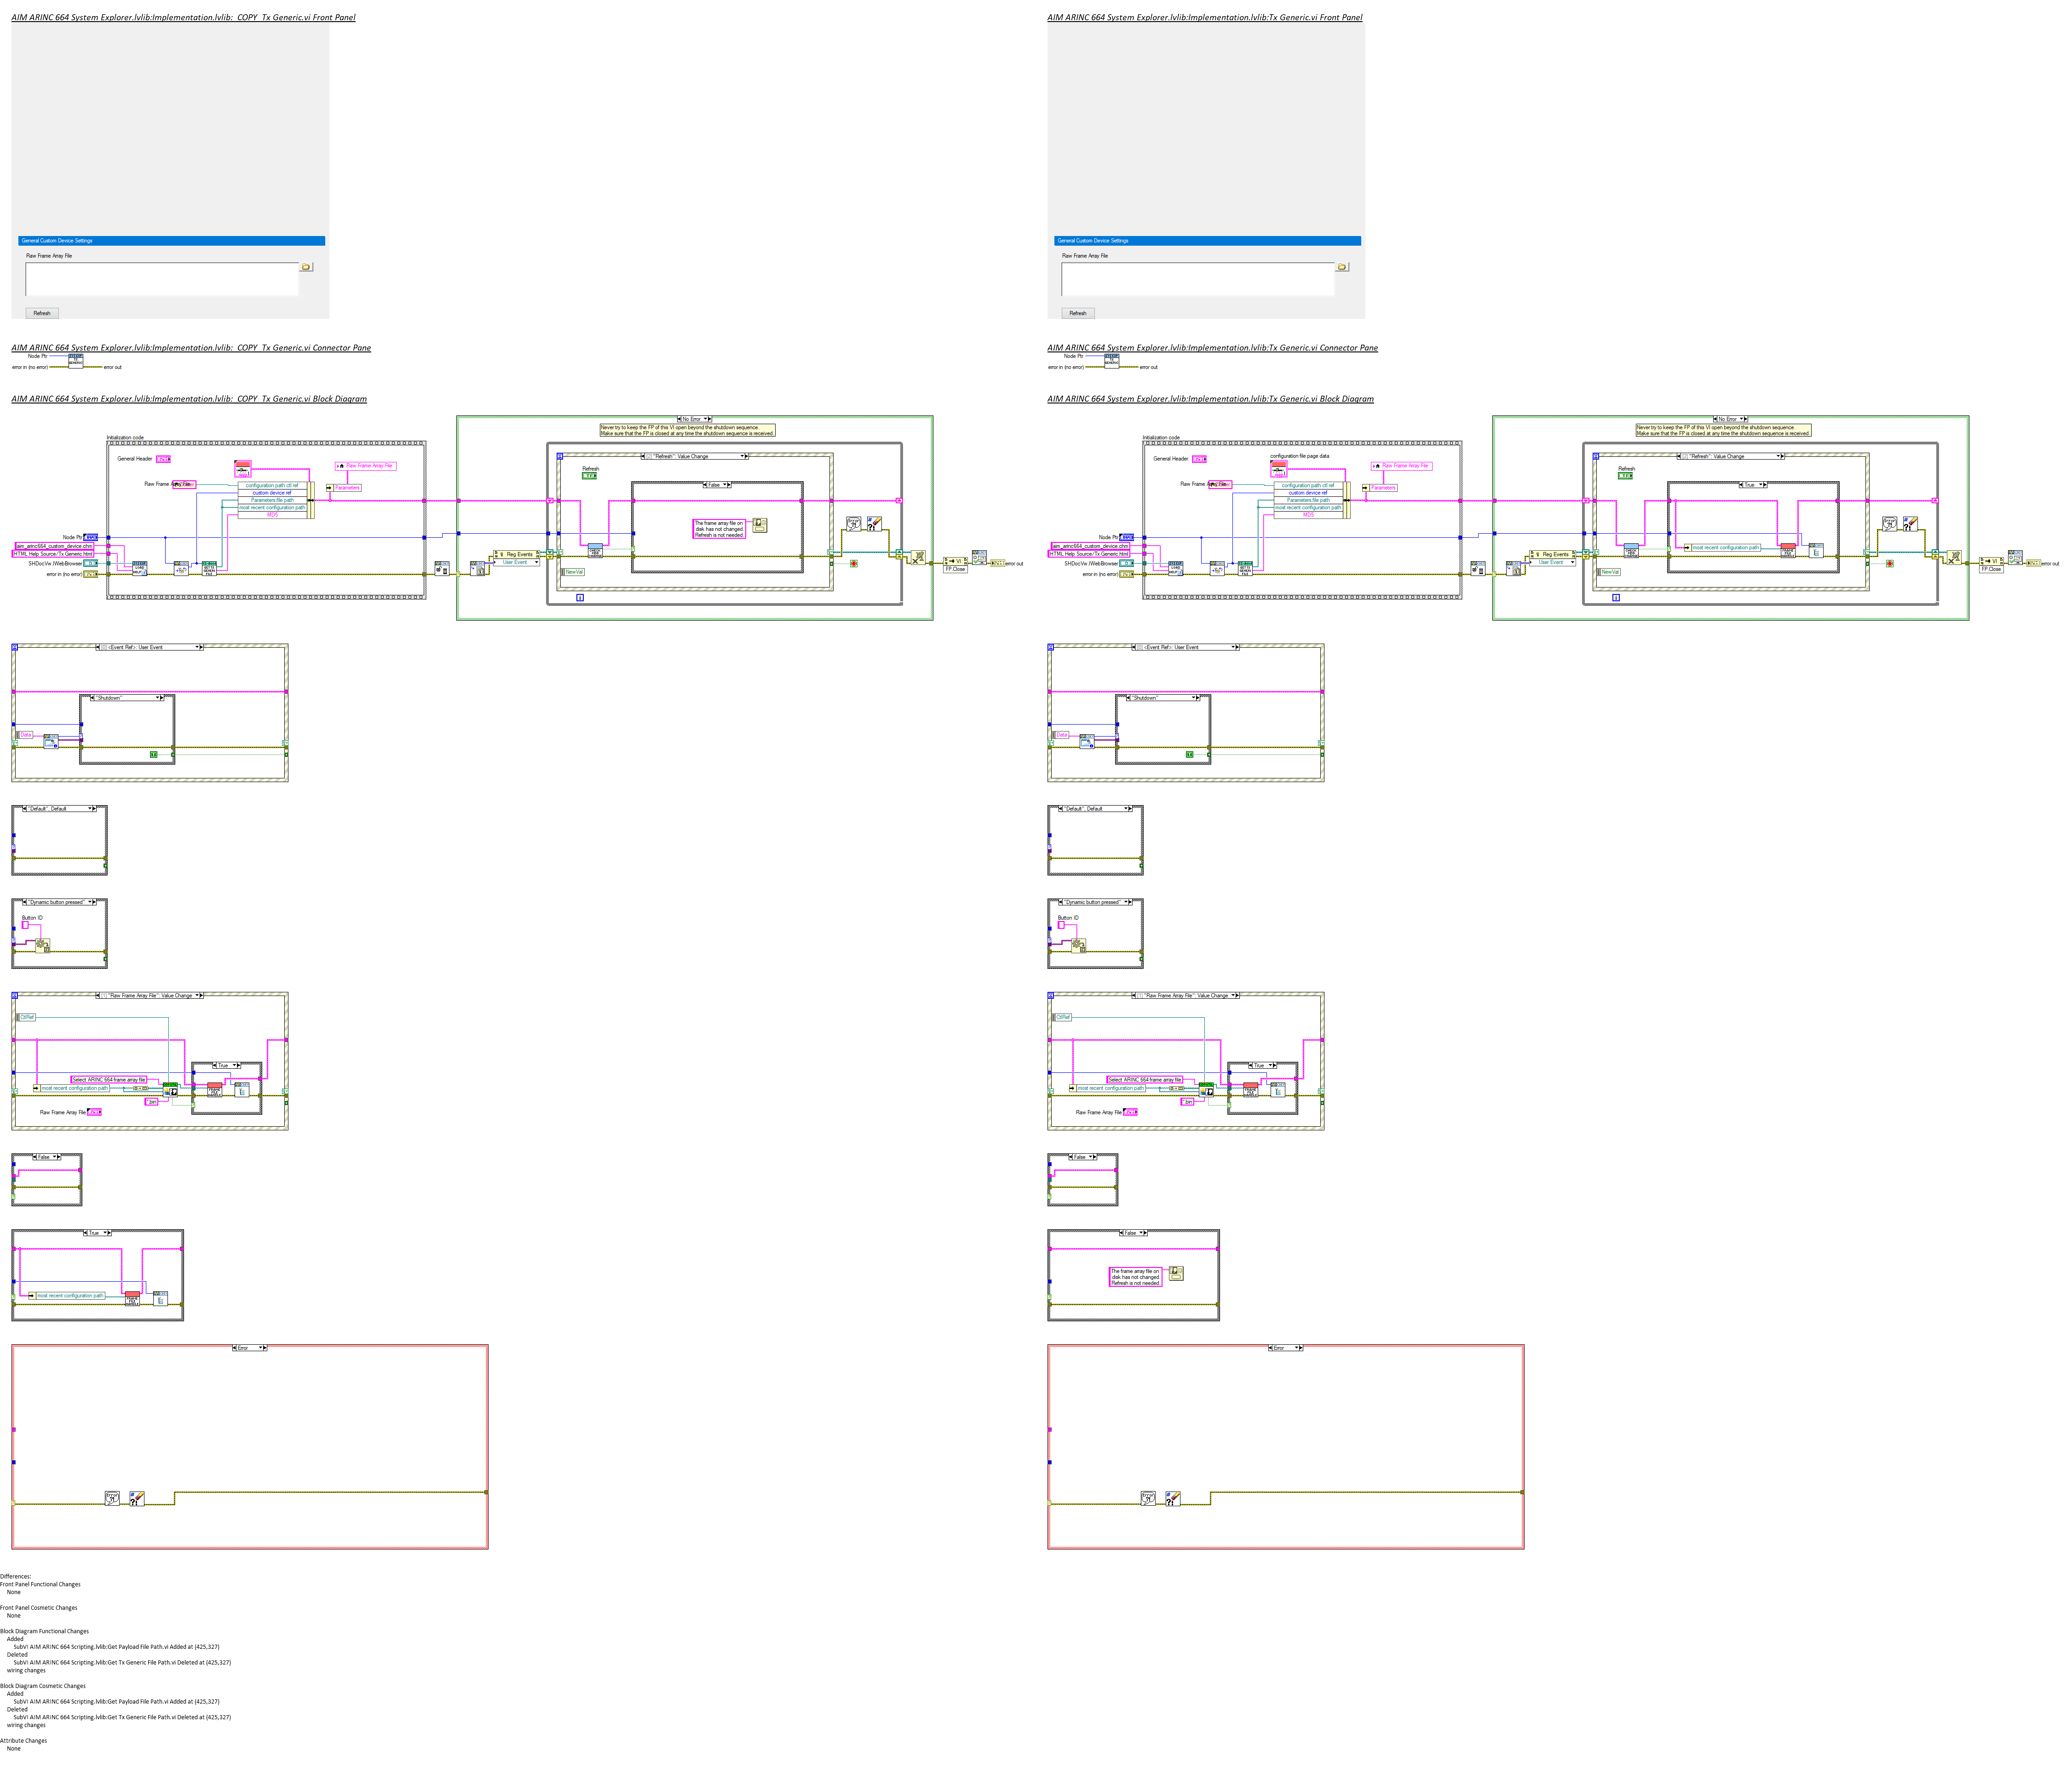 AIM ARINC 664 System Explorer.lvlib:Implementation.lvlib:_COPY_Tx Generic.vi Front Panel
General Custom Device Settings
Raw Frame Array File
Refresh
AIM ARINC 664 System Explorer.lvlib:Implementation.lvlib:_COPY_Tx Generic.vi Connector Pane
Node Ptr
error in (no error)
error out
AIM ARINC 664 System Explorer.lvlib:Implementation.lvlib:_COPY_Tx Generic.vi Block Diagram
No Error
Never try to keep the FP of this VI open beyond the shutdown sequence.
Make sure that the FP is closed at any time the shutdown sequence is received.
Initialization code
General Header
Raw Frame Array File
Raw Frame Array File
Parameters
configuration path ctl ref
custom device ref
Parameters file path
most recent configuration path
MD5
Node Ptr
aim_arinc664_custom_device.chm
HTML Help Source/Tx Generic.html
SHDocVw.IWebBrowser
error in (no error)
"Refresh": Value Change
Refresh
False
The frame array file on
disk has not changed.
Refresh is not needed.
Reg Events
User Event
NewVal
VI
FP.Close
error out
<Event Ref>: User Event
"Shutdown"
Data
"Default", Default
"Dynamic button pressed"
Button ID
"Raw Frame Array File": Value Change
CtlRef
True
Select ARINC 664 frame array file
most recent configuration path
*.bin
Raw Frame Array File
False
True
most recent configuration path
Error
Differences:
Front Panel Functional Changes
None
Front Panel Cosmetic Changes
None
Block Diagram Functional Changes
Added
SubVI AIM ARINC 664 Scripting.lvlib:Get Payload File Path.vi Added at (425,327)
Deleted
SubVI AIM ARINC 664 Scripting.lvlib:Get Tx Generic File Path.vi Deleted at (425,327)
wiring changes
Block Diagram Cosmetic Changes
Added
SubVI AIM ARINC 664 Scripting.lvlib:Get Payload File Path.vi Added at (425,327)
Deleted
SubVI AIM ARINC 664 Scripting.lvlib:Get Tx Generic File Path.vi Deleted at (425,327)
wiring changes
Attribute Changes
None
AIM ARINC 664 System Explorer.lvlib:Implementation.lvlib:Tx Generic.vi Front Panel
General Custom Device Settings
Raw Frame Array File
Refresh
AIM ARINC 664 System Explorer.lvlib:Implementation.lvlib:Tx Generic.vi Connector Pane
Node Ptr
error in (no error)
error out
AIM ARINC 664 System Explorer.lvlib:Implementation.lvlib:Tx Generic.vi Block Diagram
No Error
Never try to keep the FP of this VI open beyond the shutdown sequence.
Make sure that the FP is closed at any time the shutdown sequence is received.
Initialization code
General Header
configuration file page data
Raw Frame Array File
Raw Frame Array File
Parameters
configuration path ctl ref
custom device ref
Parameters file path
most recent configuration path
MD5
Node Ptr
aim_arinc664_custom_device.chm
HTML Help Source/Tx Generic.html
SHDocVw.IWebBrowser
error in (no error)
"Refresh": Value Change
Refresh
True
most recent configuration path
Reg Events
User Event
NewVal
VI
FP.Close
error out
<Event Ref>: User Event
"Shutdown"
Data
"Default", Default
"Dynamic button pressed"
Button ID
"Raw Frame Array File": Value Change
CtlRef
True
Select ARINC 664 frame array file
most recent configuration path
*.bin
Raw Frame Array File
False
False
The frame array file on
disk has not changed.
Refresh is not needed.
Error